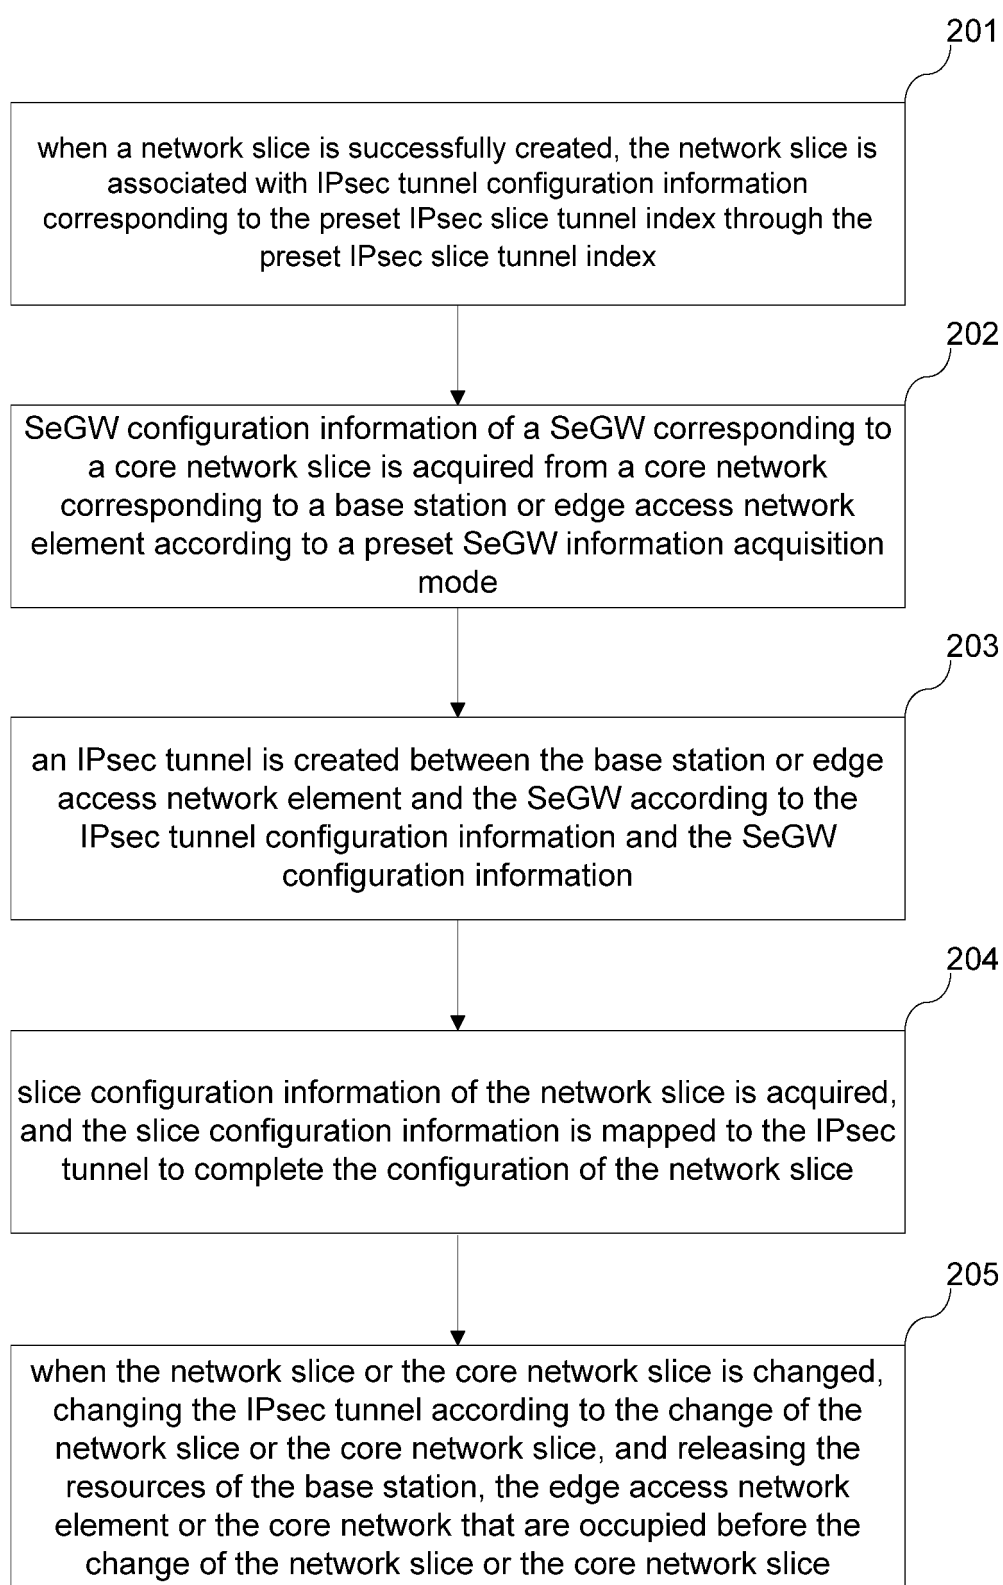 201
when a network slice is successfully created, the network slice is
associated with IPsec tunnel configuration information
corresponding to the preset IPsec slice tunnel index through the
preset IPsec slice tunnel index
202
SeGW configuration information of a SeGW corresponding to
a core network slice is acquired from a core network
corresponding to a base station or edge access network
element according to a preset SeGW information acquisition
mode
203
an IPsec tunnel is created between the base station or edge
access network element and the SeGW according to the
IPsec tunnel configuration information and the SeGW
configuration information
204
slice configuration information of the network slice is acquired,
and the slice configuration information is mapped to the IPsec
tunnel to complete the configuration of the network slice
205
when the network slice or the core network slice is changed,
changing the IPsec tunnel according to the change of the
network slice or the core network slice, and releasing the
resources of the base station, the edge access network
element or the core network that are occupied before the
change of the network slice or the core network slice